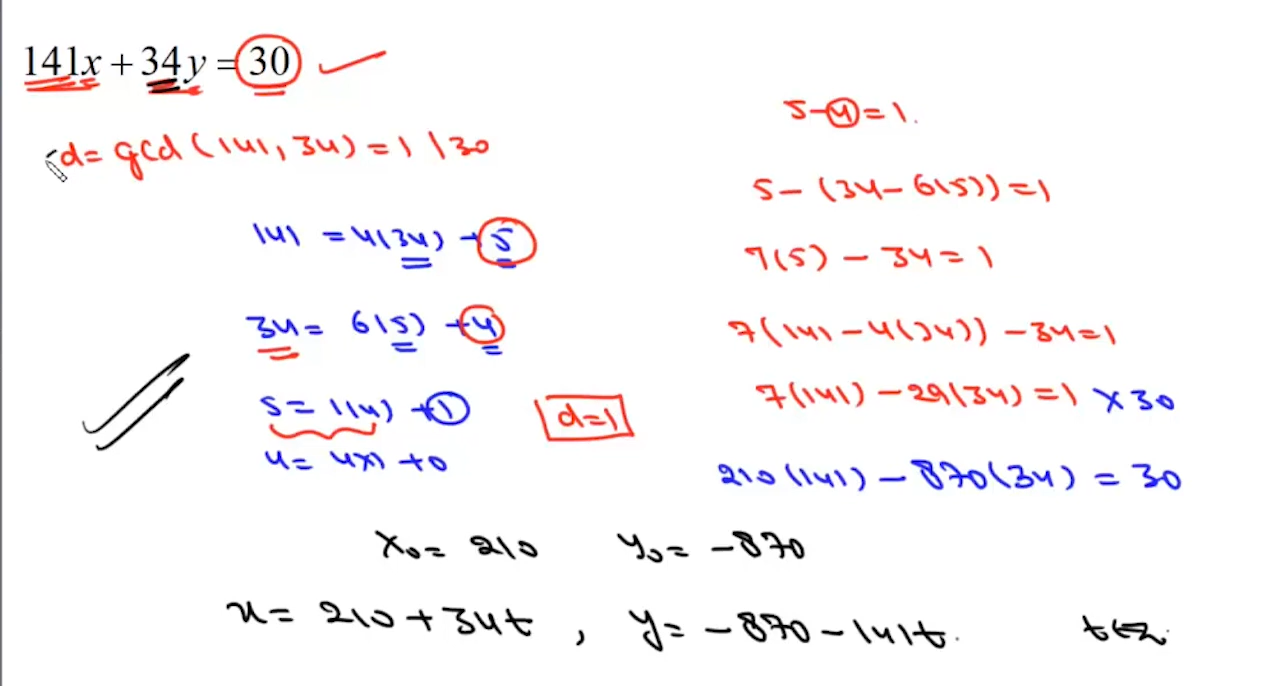 141x + 34y = 30
d = gcd(141, 34) = 1 | 30
141 = 4(34) + 5
34 = 6(5) + 4
5 = 1(4) + 1
4 = 4x1 + 0
d=1
5 - 4 = 1.
5 - (34 - 6(5)) = 1
7(5) - 34 = 1
7(141 - 4(34)) - 34 = 1
7(141) - 29(34) = 1 × 30
210(141) - 870(34) = 30
x₀ = 210 y₀ = -870
x = 210 + 34t , y = -870 - 141t. t∈Z